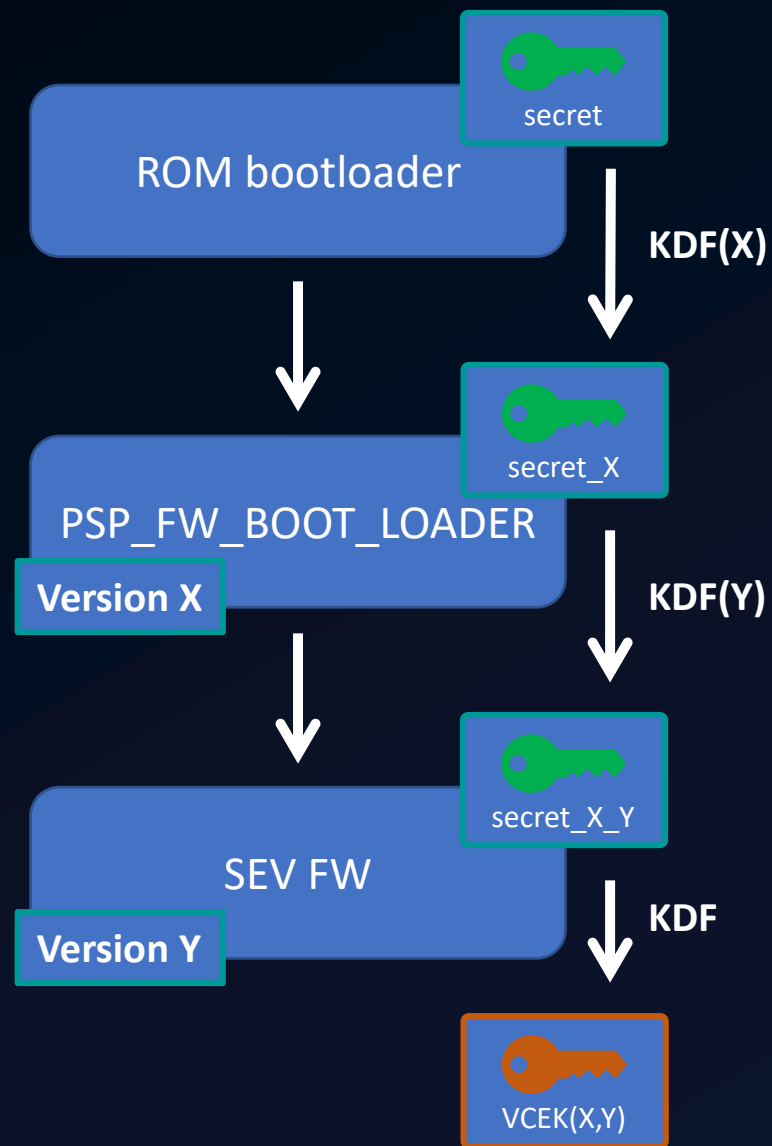 secret
ROM bootloader
KDF(X)
secret_X
PSP_FW_BOOT_LOADER
Version X
KDF(Y)
secret_X_Y
SEV FW
Version Y
KDF
VCEK(X,Y)